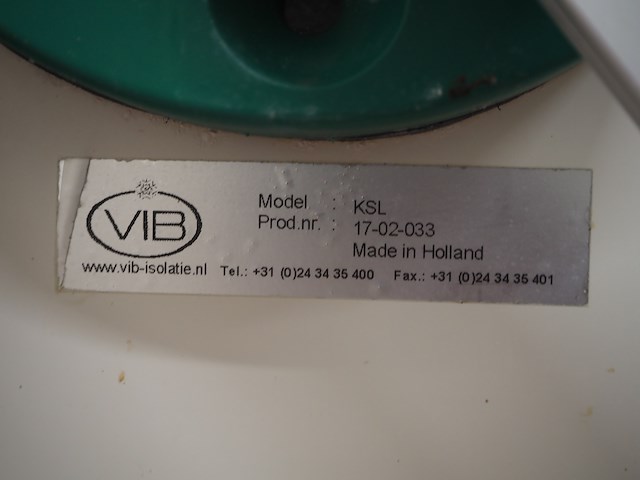 VIB
Model : KSL
Prod.nr. : 17-02-033
Made in Holland
www.vib-isolatie.nl Tel.: +31 (0)24 34 35 400 Fax.: +31 (0)24 34 35 401